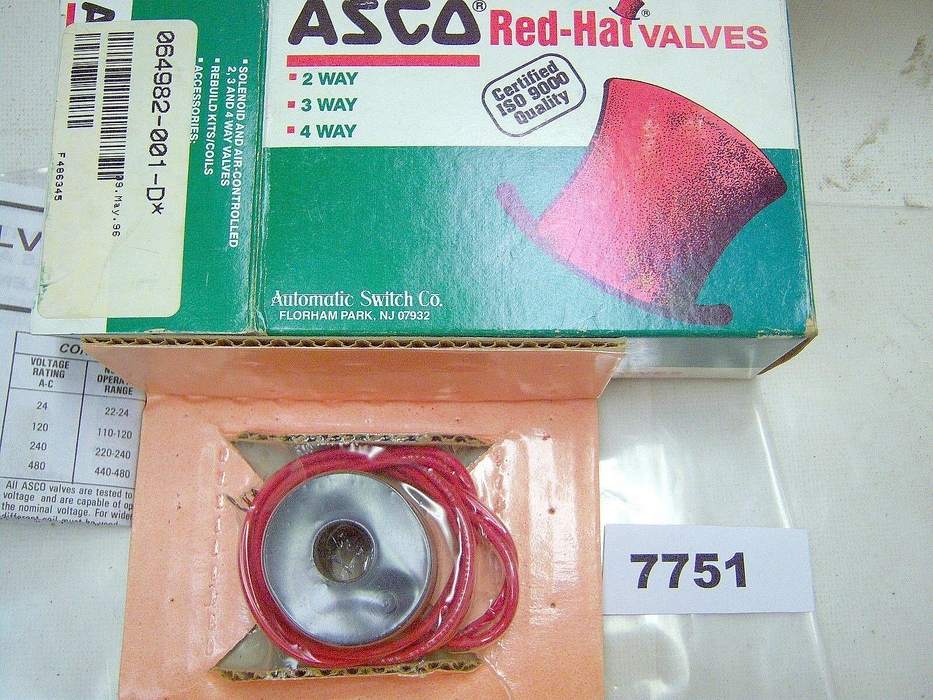 ASCO® Red-Hat® VALVES
2 WAY
3 WAY
4 WAY
Certified
ISO 9000
Quality
Automatic Switch Co.
FLORHAM PARK, NJ 07932
SOLENOID AND AIR-CONTROLLED
2, 3 AND 4 WAY VALVES
REBUILD KITS/COILS
ACCESSORIES:
064982-001-D*
29.May.96
F486345
VOLTAGE
RATING
A-C
OPERATING
RANGE
24 22-24
120 110-120
240 220-240
480 440-480
All ASCO valves are tested to
voltage and are capable of op
the nominal voltage. For wider
7751